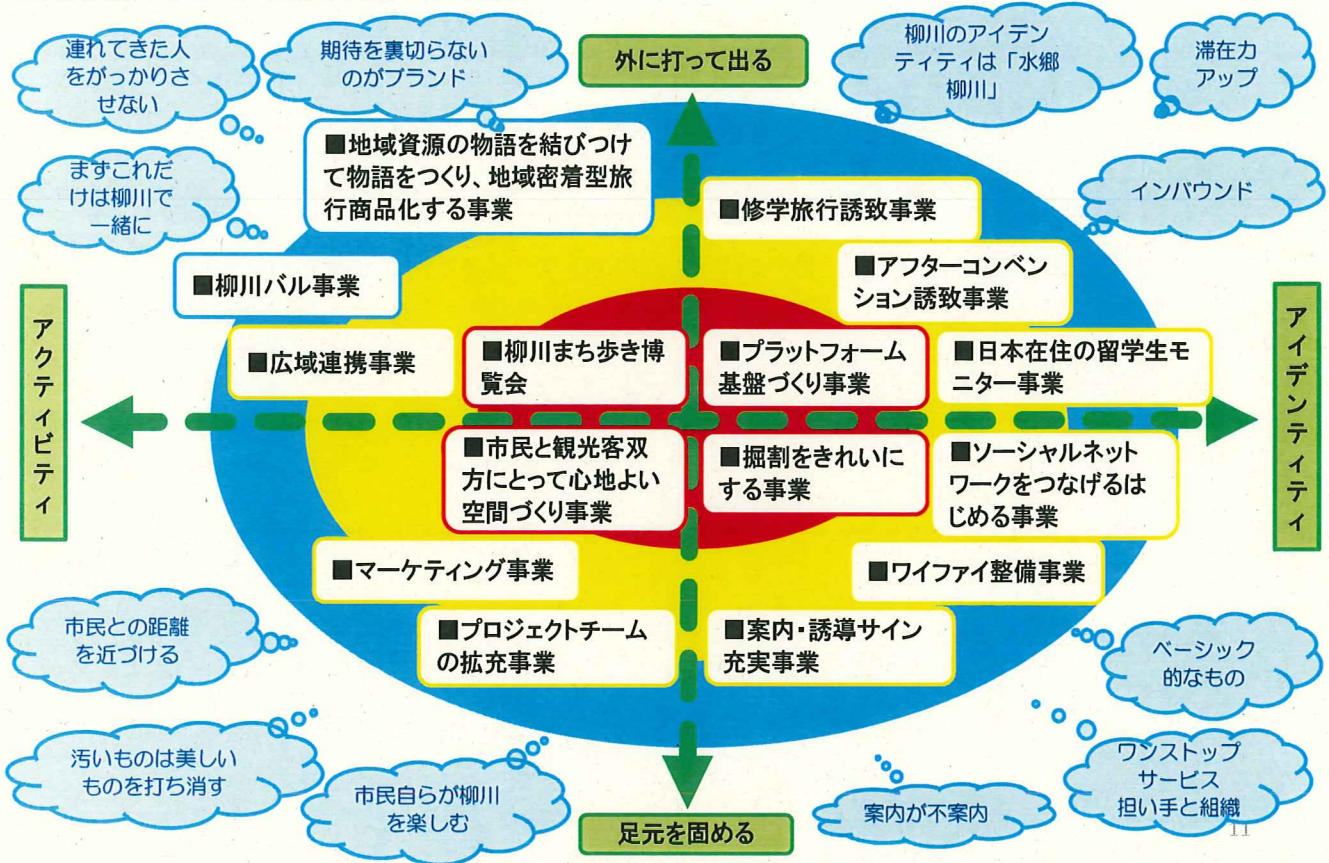 連れてきた人
をがっかりさ
せない
期待を裏切らない
のがブランド
外に打って出る
柳川のアイデン
ティティは「水郷
柳川」
滞在力
アップ
まずこれだ
けは柳川で
一緒に
■地域資源の物語を結びつけ
て物語をつくり、地域密着型旅
行商品化する事業
■修学旅行誘致事業
インバウンド
■柳川バル事業
■アフターコンベン
ション誘致事業
アクティビティ
■広域連携事業
■柳川まち歩き博
覧会
■プラットフォーム
基盤づくり事業
■日本在住の留学生モ
ニター事業
アイデンティティ
■市民と観光客双
方にとって心地よい
空間づくり事業
■掘割をきれいに
する事業
■ソーシャルネット
ワークをつなげるは
じめる事業
■マーケティング事業
■ワイファイ整備事業
市民との距離
を近づける
■プロジェクトチーム
の拡充事業
■案内・誘導サイン
充実事業
ベーシック
的なもの
汚いものは美しい
ものを打ち消す
市民自らが柳川
を楽しむ
足元を固める
案内が不案内
ワンストップ
サービス
担い手と組織
11